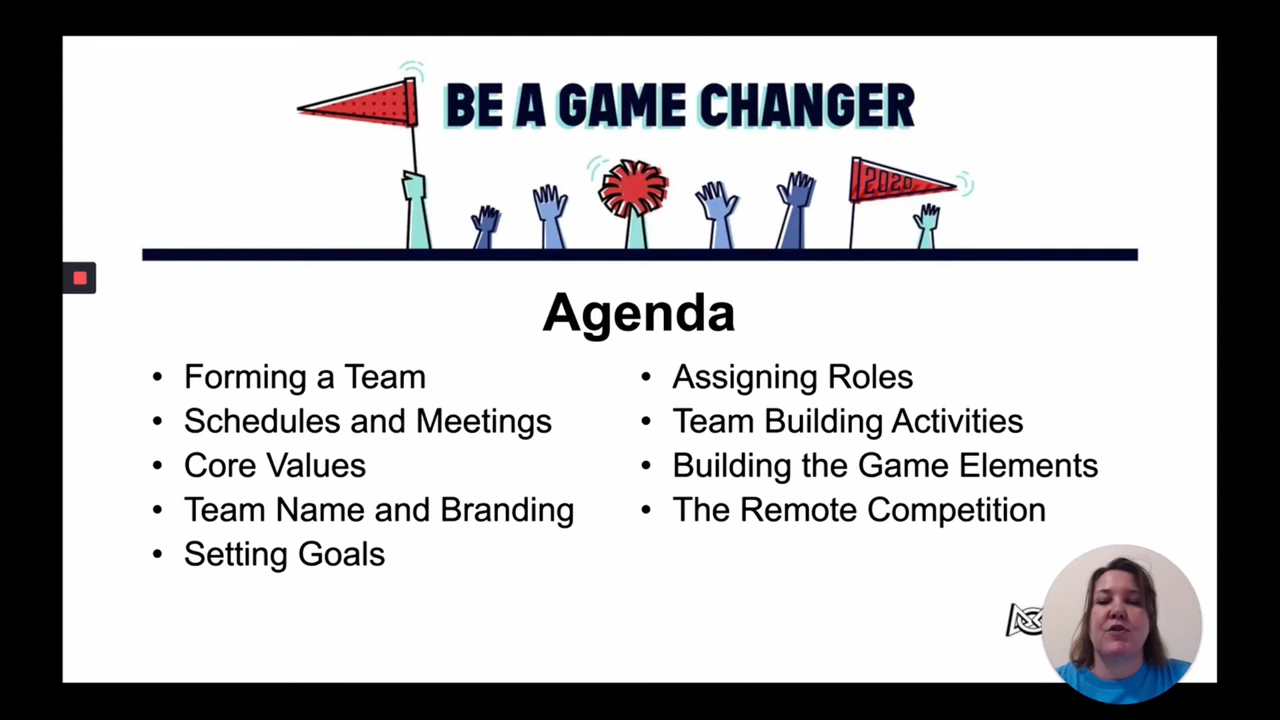 BE A GAME CHANGER
2020
Agenda
• Forming a Team
• Schedules and Meetings
• Core Values
• Team Name and Branding
• Setting Goals
• Assigning Roles
• Team Building Activities
• Building the Game Elements
• The Remote Competition